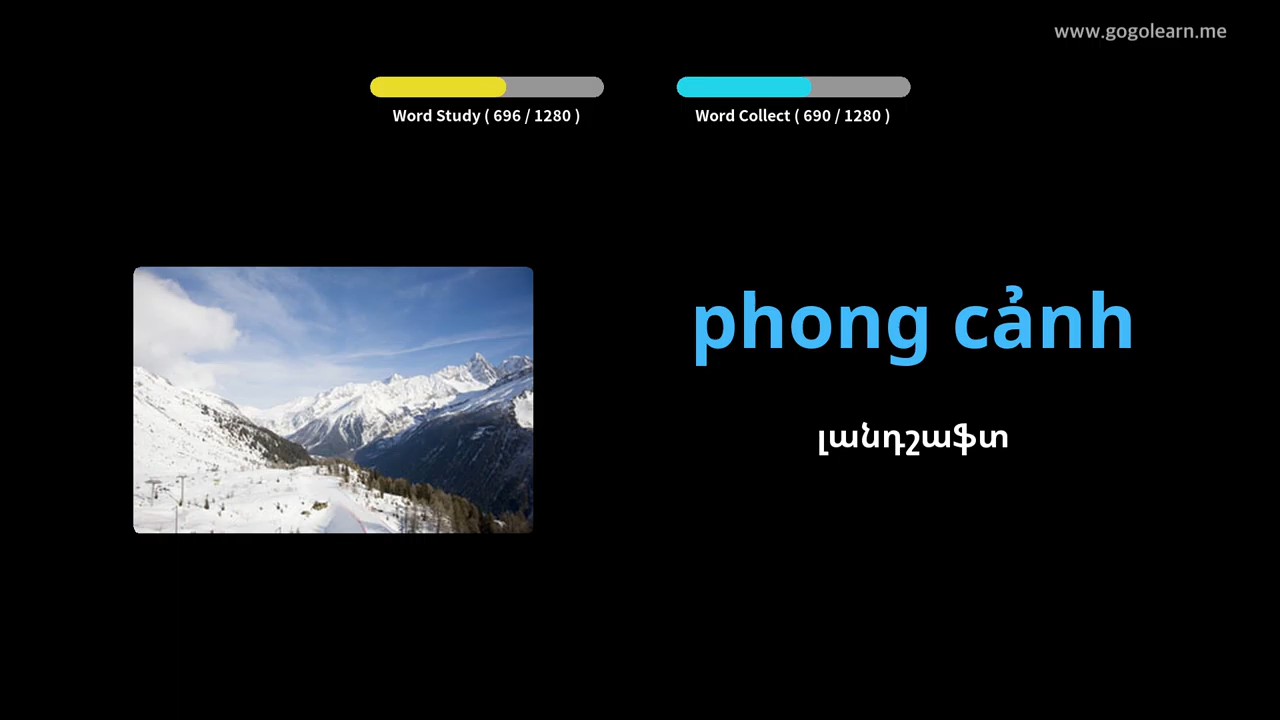 www.gogolearn.me
Word Study ( 696 / 1280 )
Word Collect ( 690 / 1280 )
phong cảnh
լանդշաֆտ